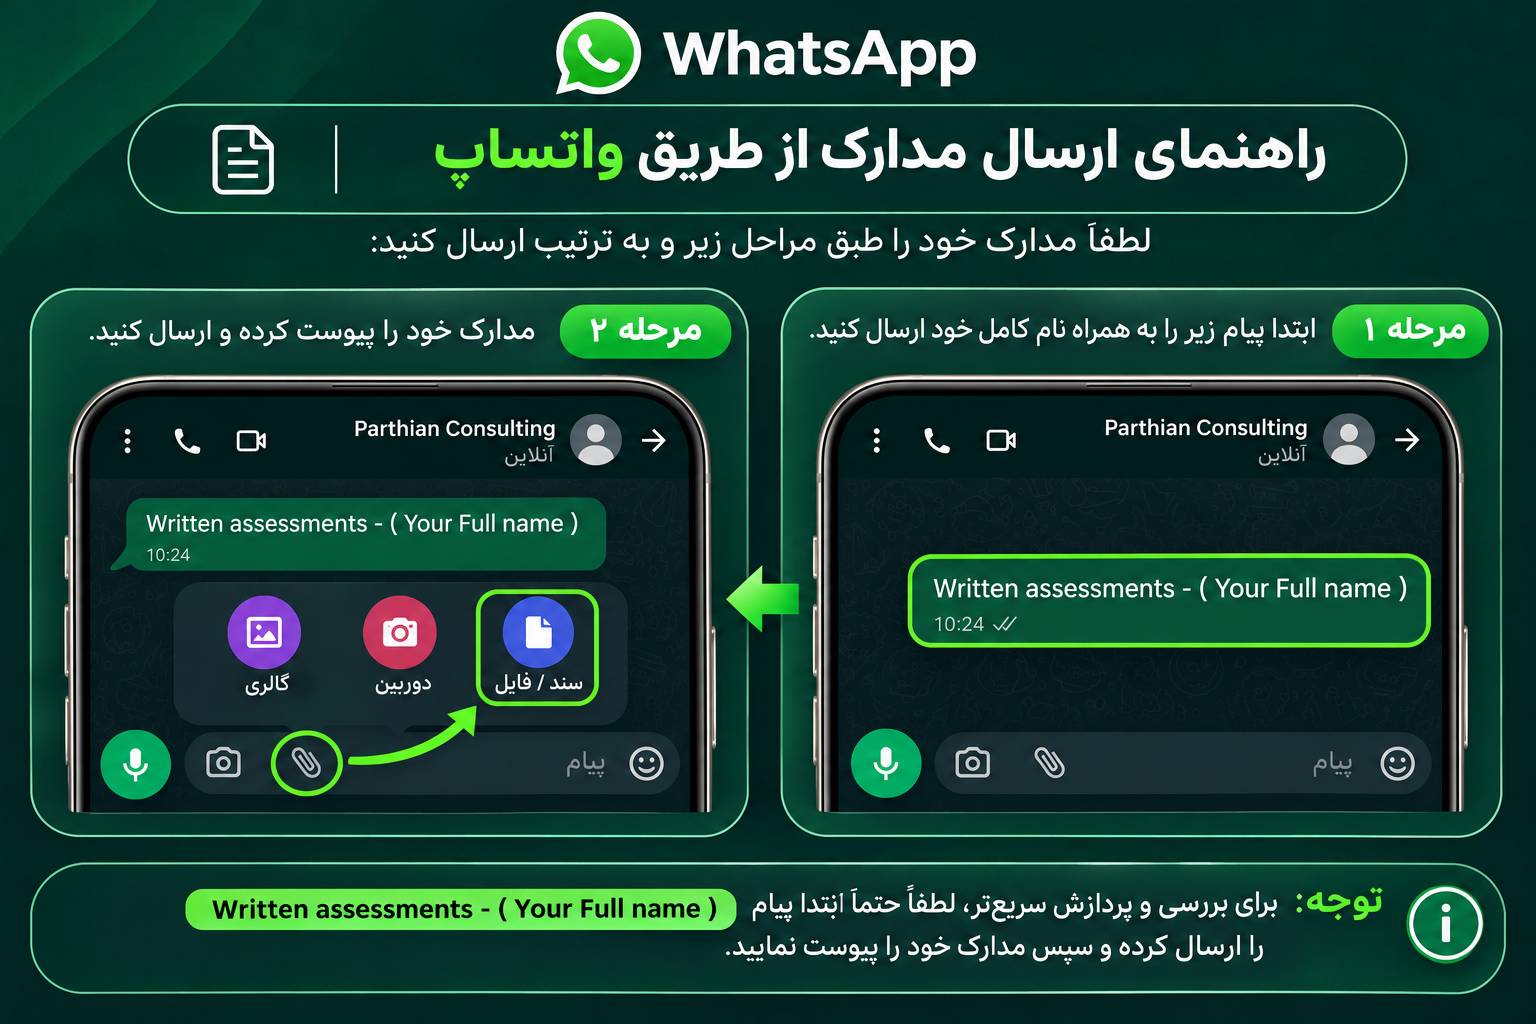 WhatsApp
راهنمای ارسال مدارک از طریق واتساپ
لطفاً مدارک خود را طبق مراحل زیر و به ترتیب ارسال کنید:
مرحله ۱
ابتدا پیام زیر را به همراه نام کامل خود ارسال کنید.
Parthian Consulting
آنلاین
Written assessments - ( Your Full name )
10:24
پیام
مرحله ۲
مدارک خود را پیوست کرده و ارسال کنید.
Parthian Consulting
آنلاین
Written assessments - ( Your Full name )
10:24
سند / فایل
دوربین
گالری
پیام
توجه: برای بررسی و پردازش سریع‌تر، لطفاً حتماً ابتدا پیام Written assessments - ( Your Full name )
را ارسال کرده و سپس مدارک خود را پیوست نمایید.